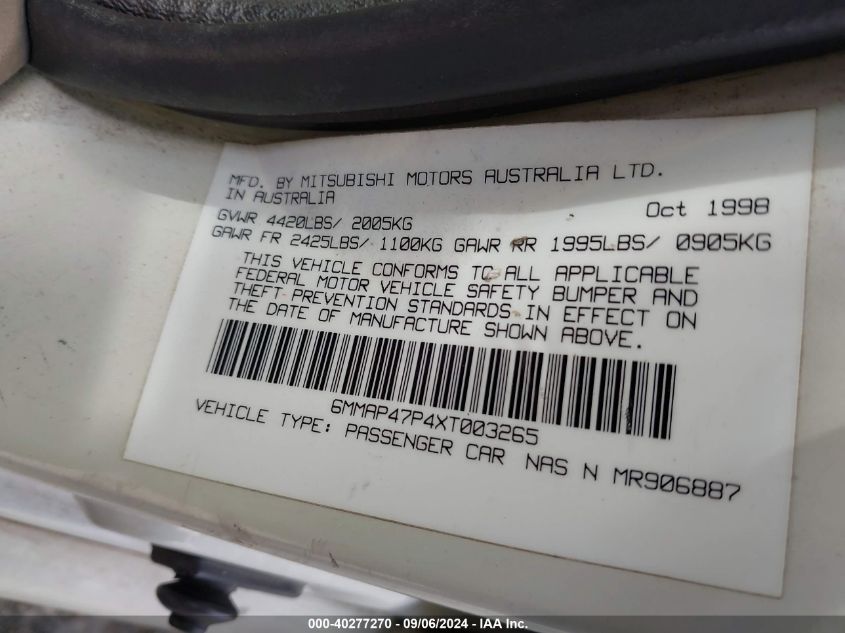 MFD. BY MITSUBISHI MOTORS AUSTRALIA LTD.
IN AUSTRALIA
Oct 1998
GVWR 4420LBS/ 2005KG
GAWR FR 2425LBS/ 1100KG GAWR RR 1995LBS/ 0905KG
THIS VEHICLE CONFORMS TO ALL APPLICABLE
FEDERAL MOTOR VEHICLE SAFETY BUMPER AND
THEFT PREVENTION STANDARDS IN EFFECT ON
THE DATE OF MANUFACTURE SHOWN ABOVE.
6MMAP47P4XT003265
VEHICLE TYPE: PASSENGER CAR NAS N MR906887
000-40277270 - 09/06/2024 - IAA Inc.